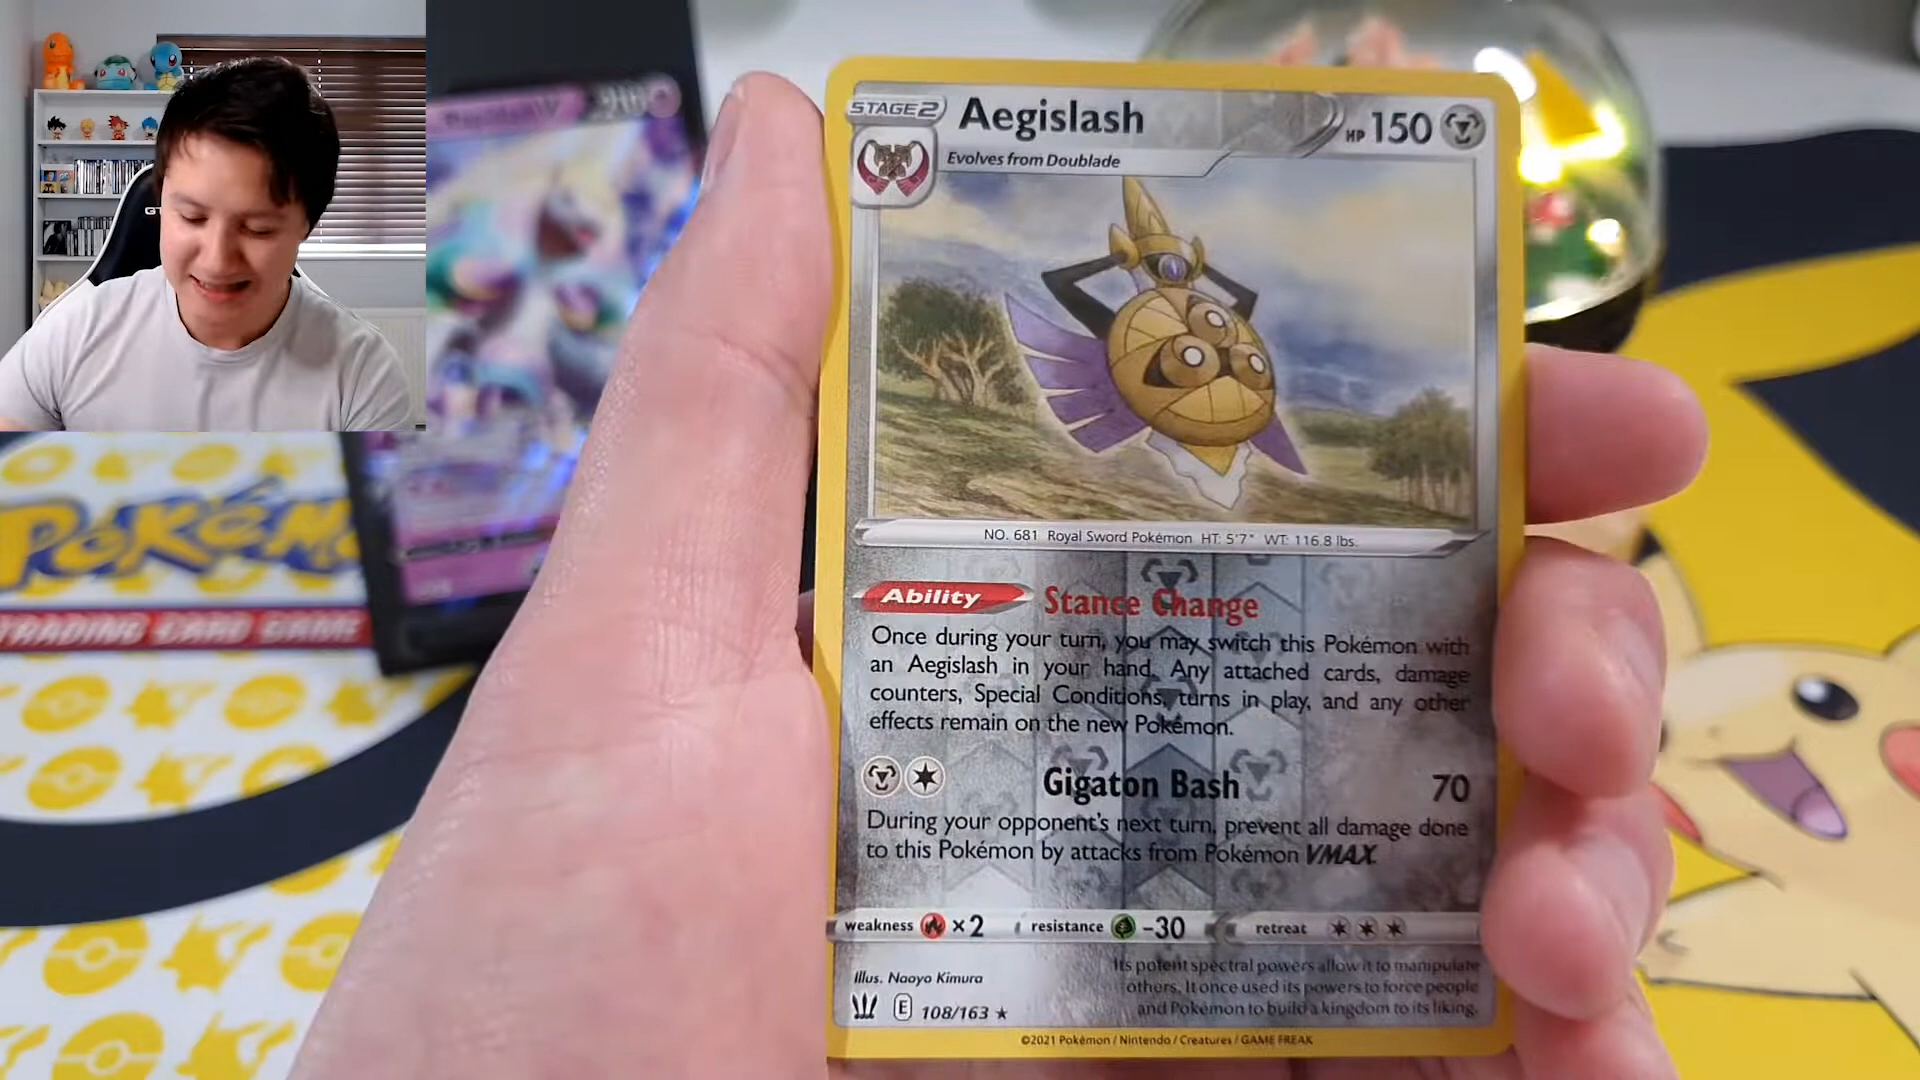 GT
POKÉMO
TRADING CARD GAME
STAGE 2
Aegislash
HP 150
Evolves from Doublade
NO. 681 Royal Sword Pokémon HT: 5'7" WT: 116.8 lbs.
Ability Stance Change
Once during your turn, you may switch this Pokémon with
an Aegislash in your hand. Any attached cards, damage
counters, Special Conditions, turns in play, and any other
effects remain on the new Pokémon.
Gigaton Bash 70
During your opponent's next turn, prevent all damage done
to this Pokémon by attacks from Pokémon VMAX.
weakness ×2 resistance -30 retreat
Illus. Naoyo Kimura
Its potent spectral powers allow it to manipulate
others. It once used its powers to force people
and Pokémon to build a kingdom to its liking.
E 108/163 ★
©2021 Pokémon / Nintendo / Creatures / GAME FREAK